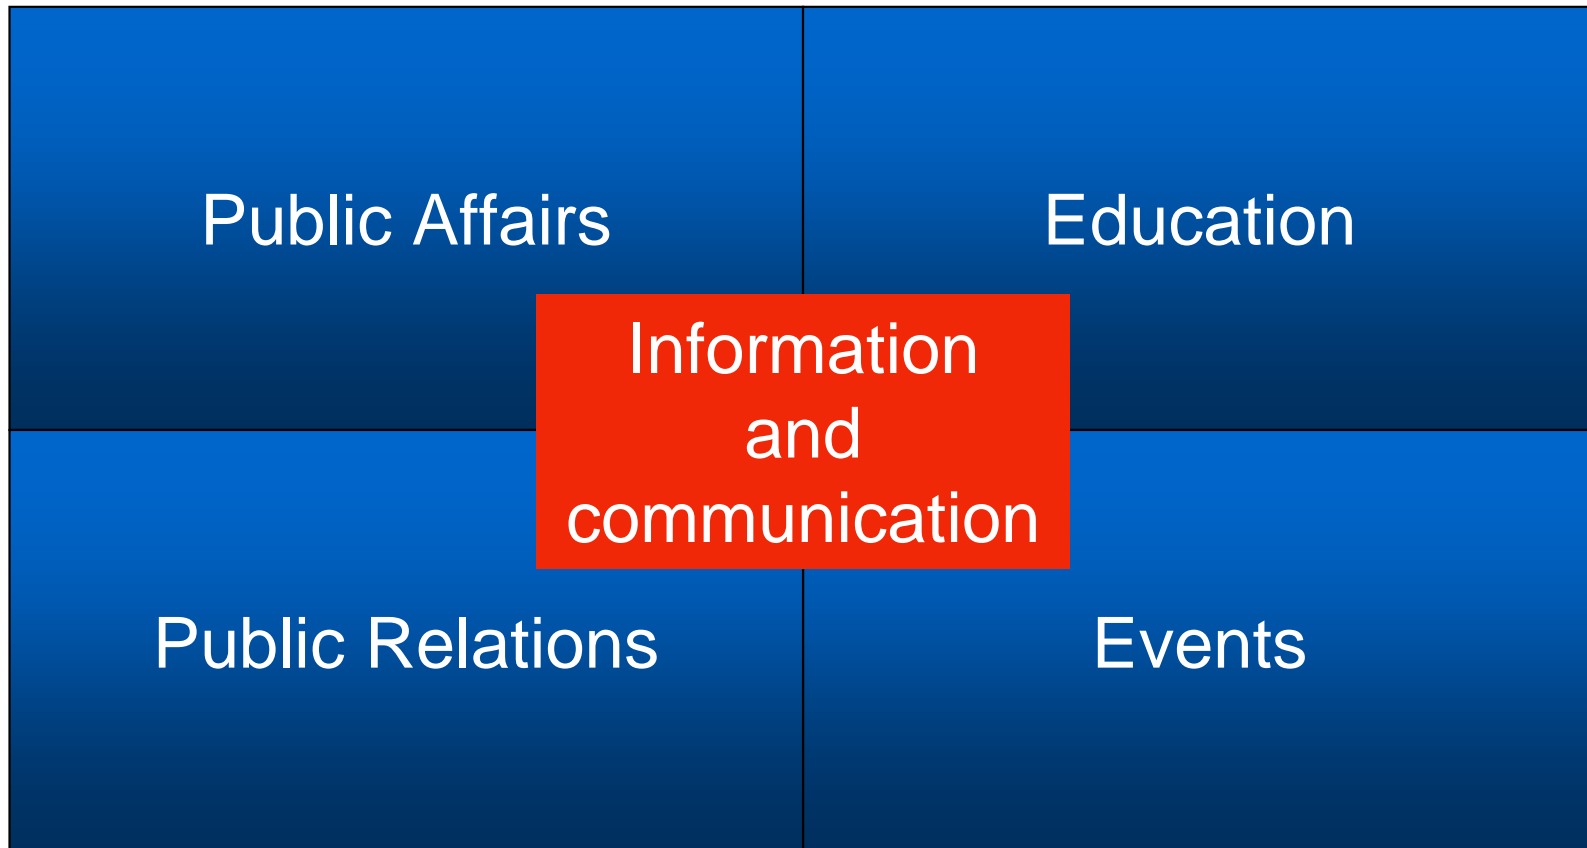 Public Affairs
Education
Information
and
communication
Public Relations
Events